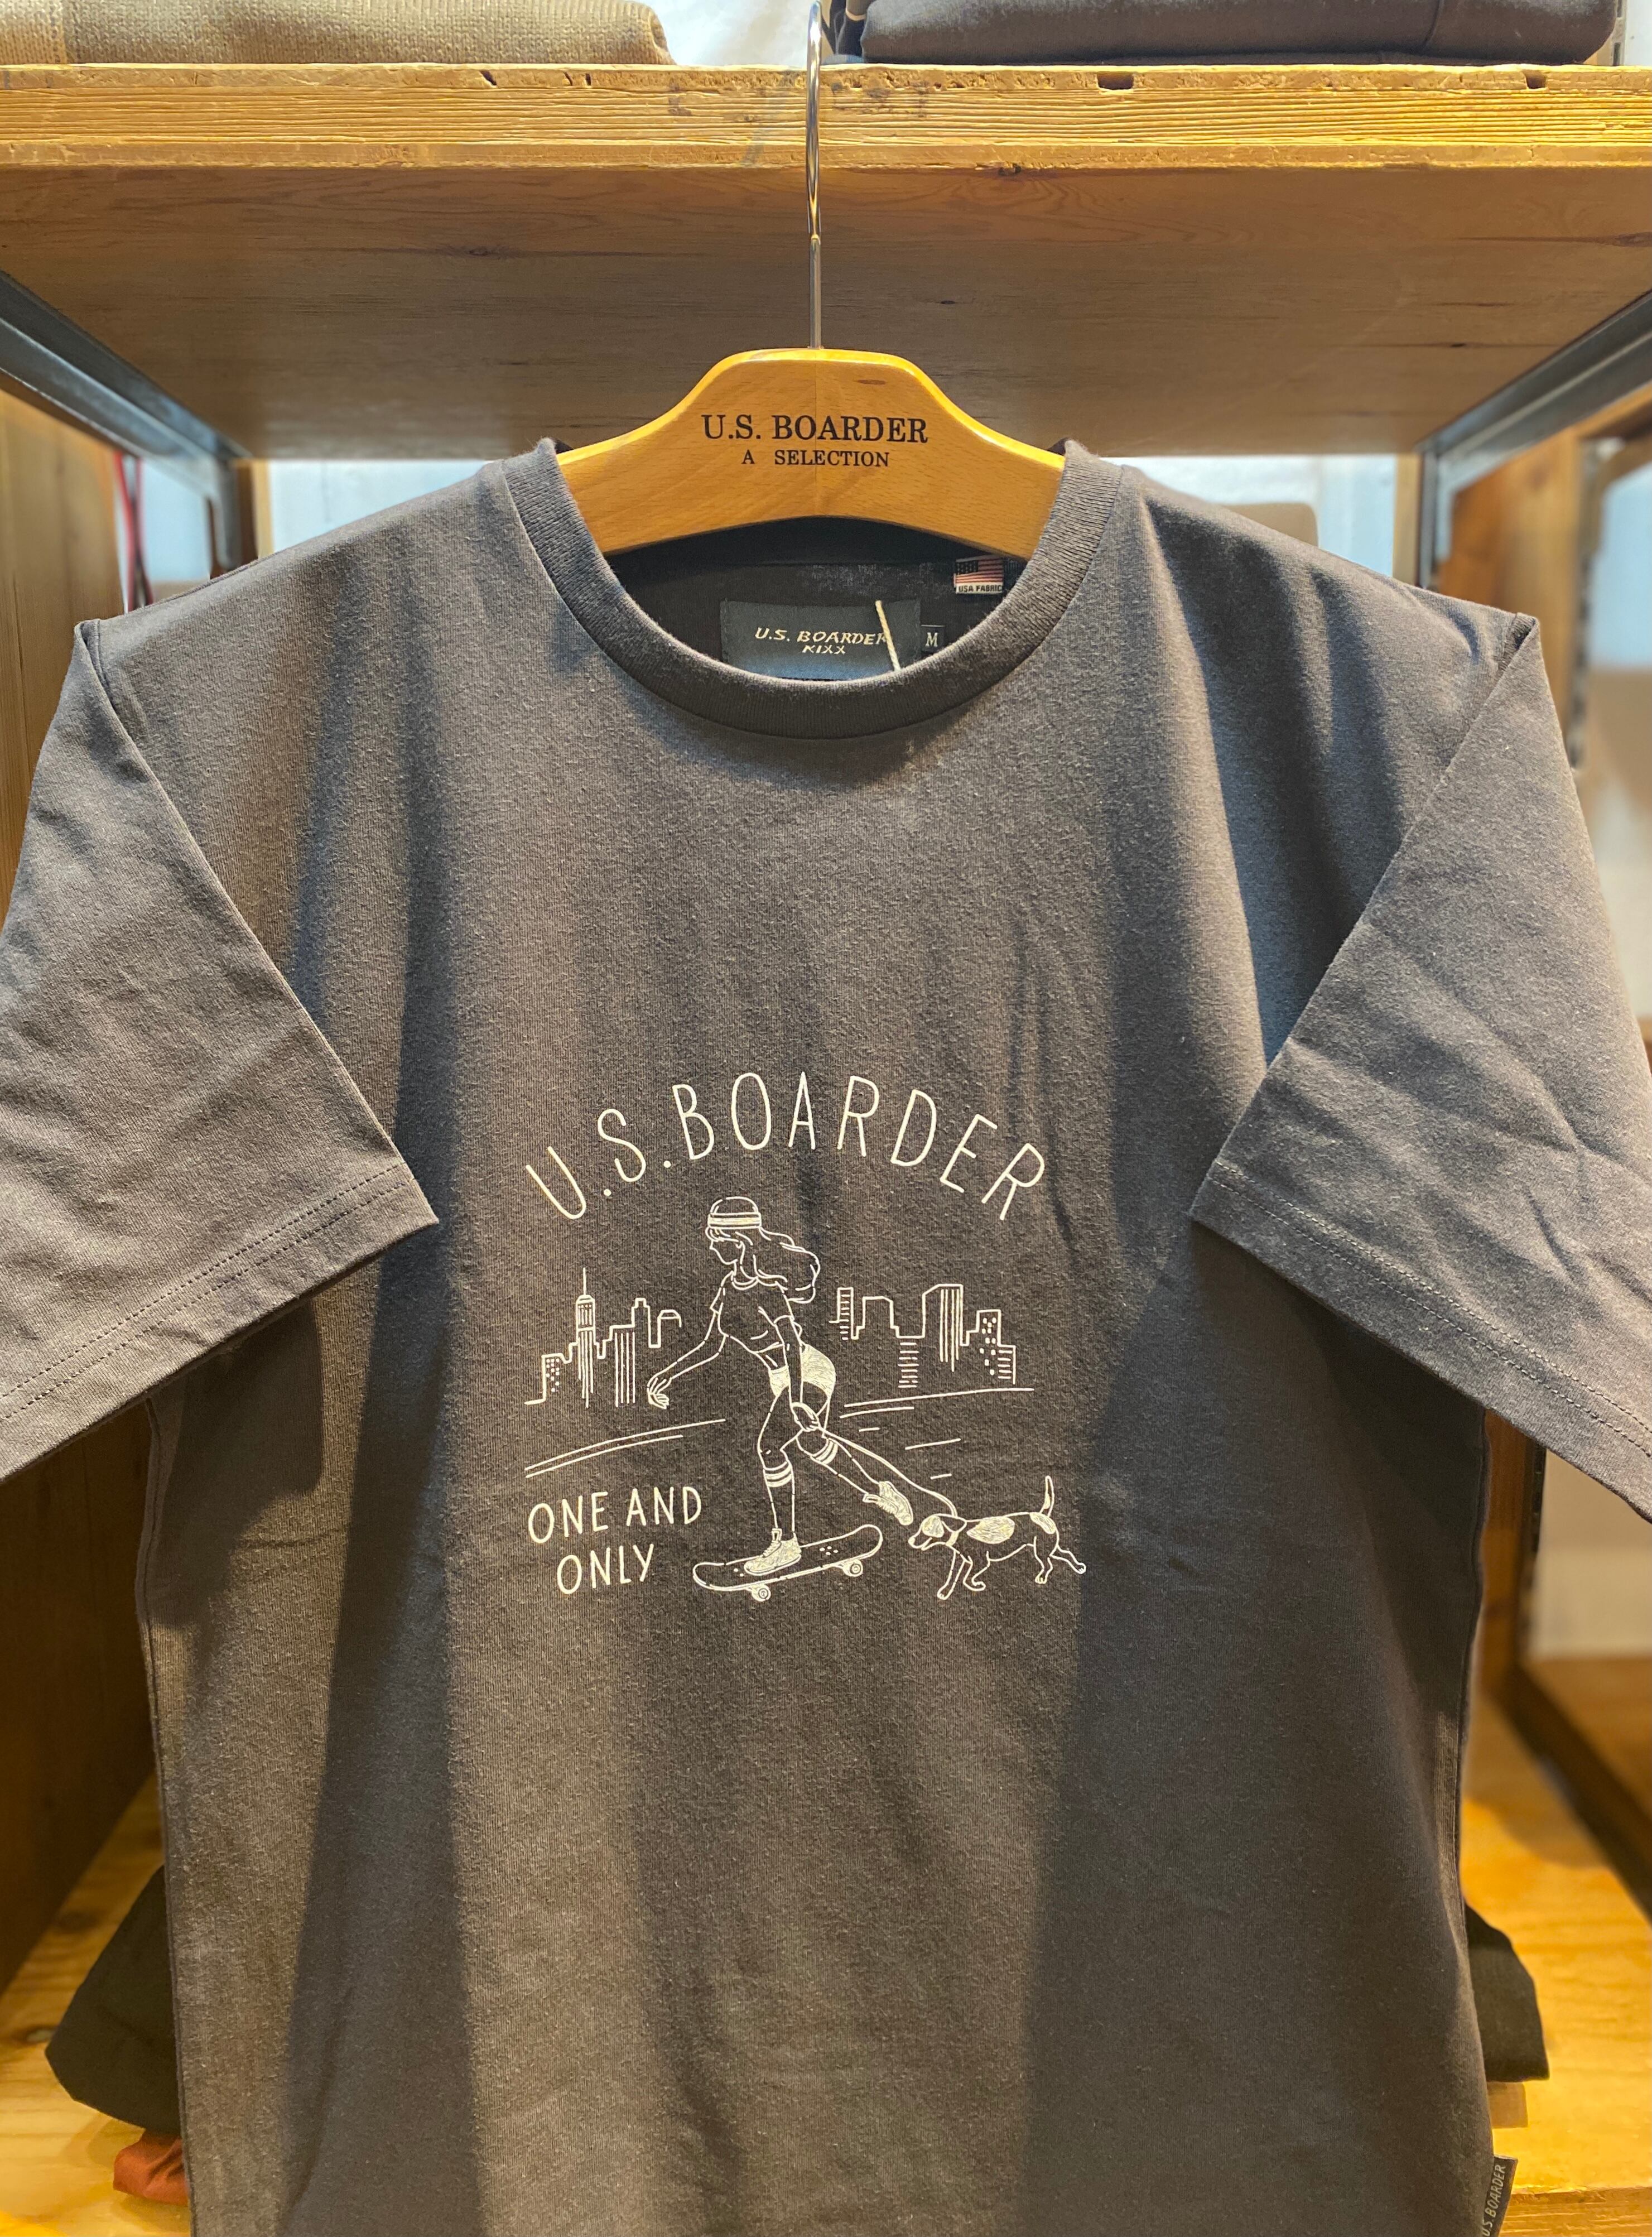 U.S. BOARDER
A SELECTION
USA FABRIC
U.S. BOARDER
KIXX
M
U.S.BOARDER
ONE AND
ONLY
U.S. BOARDER